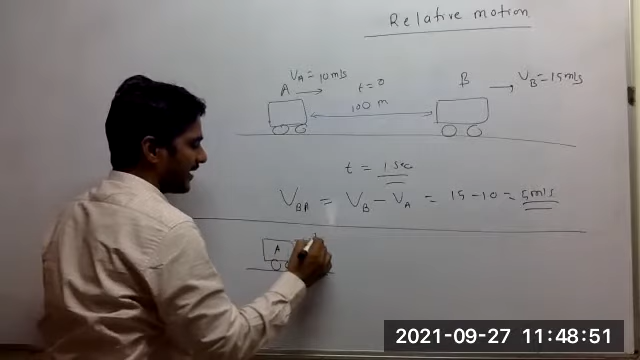 Relative motion
V_A = 10 m/s
A
t = 0
B
V_B = 15 m/s
100 m
t = 1 sec
V_BA = V_B - V_A = 15 - 10 = 5 m/s
A
2021-09-27 11:48:51